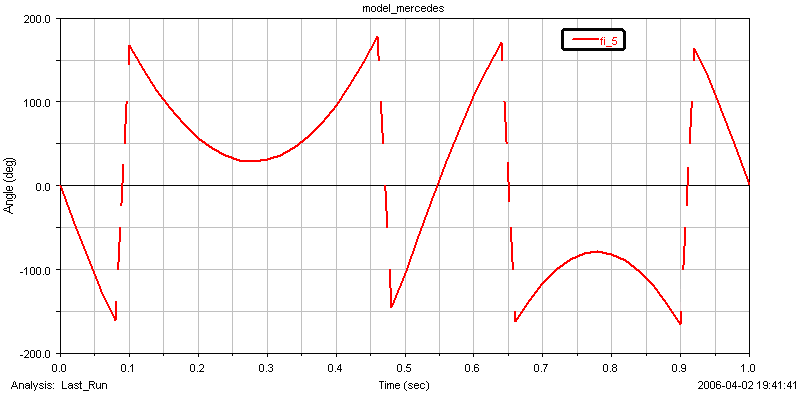 model_mercedes
200.0
fi_5
100.0
Angle (deg)
0.0
-100.0
-200.0
0.0 0.1 0.2 0.3 0.4 0.5 0.6 0.7 0.8 0.9 1.0
Analysis: Last_Run Time (sec) 2006-04-02 19:41:41